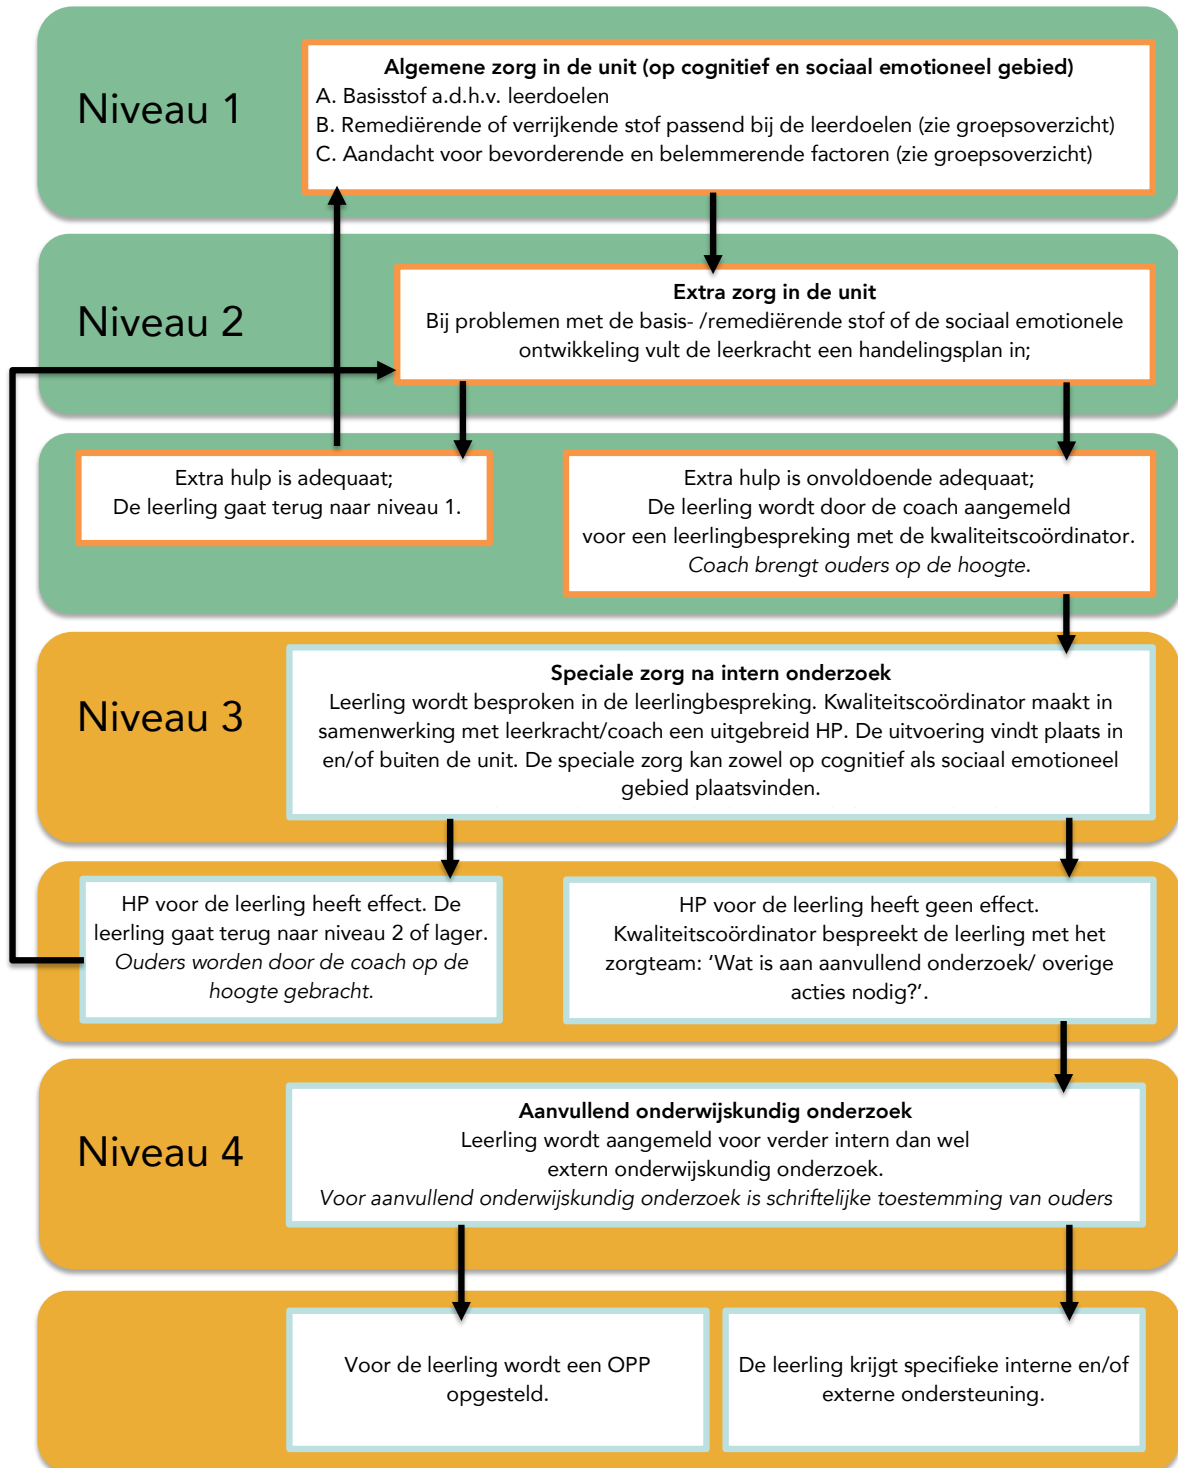 Niveau 1
Algemene zorg in de unit (op cognitief en sociaal emotioneel gebied)
A. Basisstof a.d.h.v. leerdoelen
B. Remediërende of verrijkende stof passend bij de leerdoelen (zie groepsoverzicht)
C. Aandacht voor bevorderende en belemmerende factoren (zie groepsoverzicht)
Niveau 2
Extra zorg in de unit
Bij problemen met de basis- /remediërende stof of de sociaal emotionele
ontwikkeling vult de leerkracht een handelingsplan in;
Extra hulp is adequaat;
De leerling gaat terug naar niveau 1.
Extra hulp is onvoldoende adequaat;
De leerling wordt door de coach aangemeld
voor een leerlingbespreking met de kwaliteitscoördinator.
Coach brengt ouders op de hoogte.
Niveau 3
Speciale zorg na intern onderzoek
Leerling wordt besproken in de leerlingbespreking. Kwaliteitscoördinator maakt in
samenwerking met leerkracht/coach een uitgebreid HP. De uitvoering vindt plaats in
en/of buiten de unit. De speciale zorg kan zowel op cognitief als sociaal emotioneel
gebied plaatsvinden.
HP voor de leerling heeft effect. De
leerling gaat terug naar niveau 2 of lager.
Ouders worden door de coach op de
hoogte gebracht.
HP voor de leerling heeft geen effect.
Kwaliteitscoördinator bespreekt de leerling met het
zorgteam: ‘Wat is aan aanvullend onderzoek/ overige
acties nodig?’.
Niveau 4
Aanvullend onderwijskundig onderzoek
Leerling wordt aangemeld voor verder intern dan wel
extern onderwijskundig onderzoek.
Voor aanvullend onderwijskundig onderzoek is schriftelijke toestemming van ouders
Voor de leerling wordt een OPP
opgesteld.
De leerling krijgt specifieke interne en/of
externe ondersteuning.